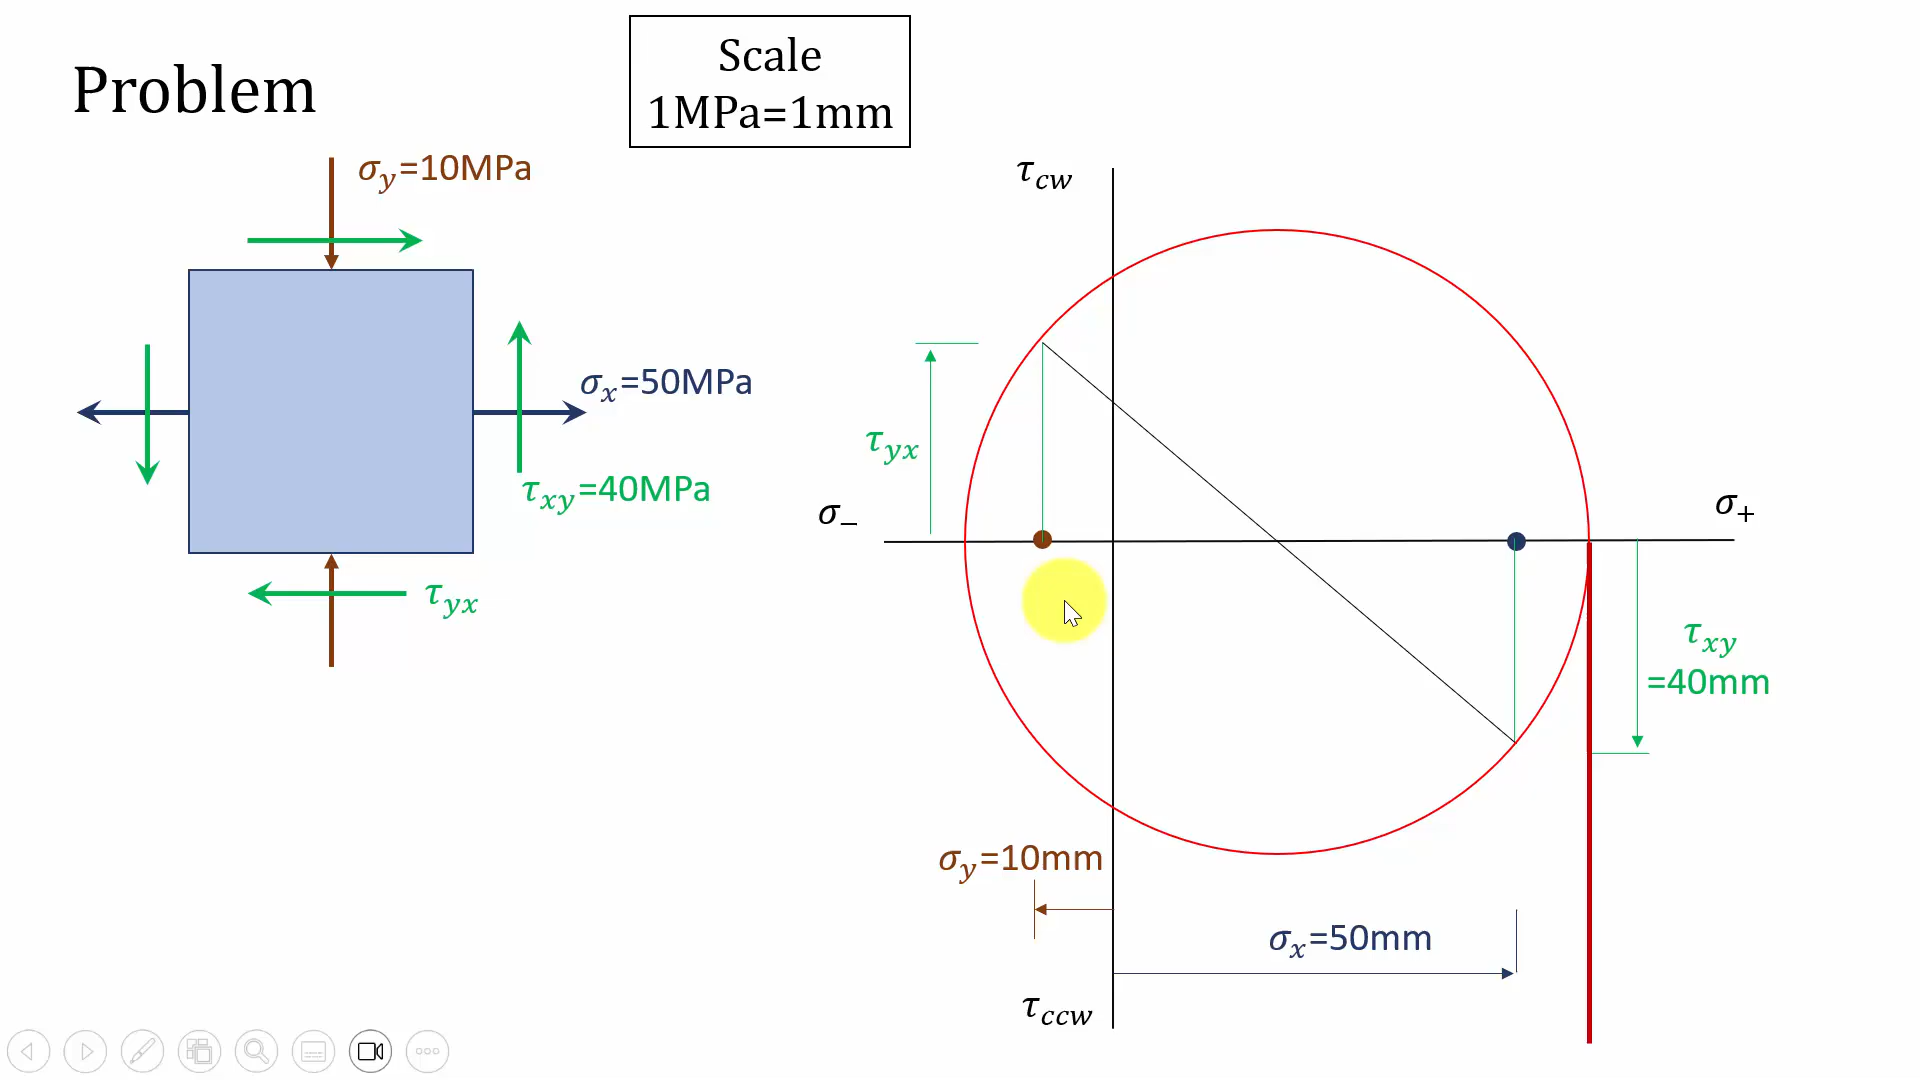 Problem
Scale
1MPa=1mm
σy=10MPa
σx=50MPa
τxy=40MPa
τyx
τcw
τyx
σ−
σ+
τxy
=40mm
σy=10mm
σx=50mm
τccw